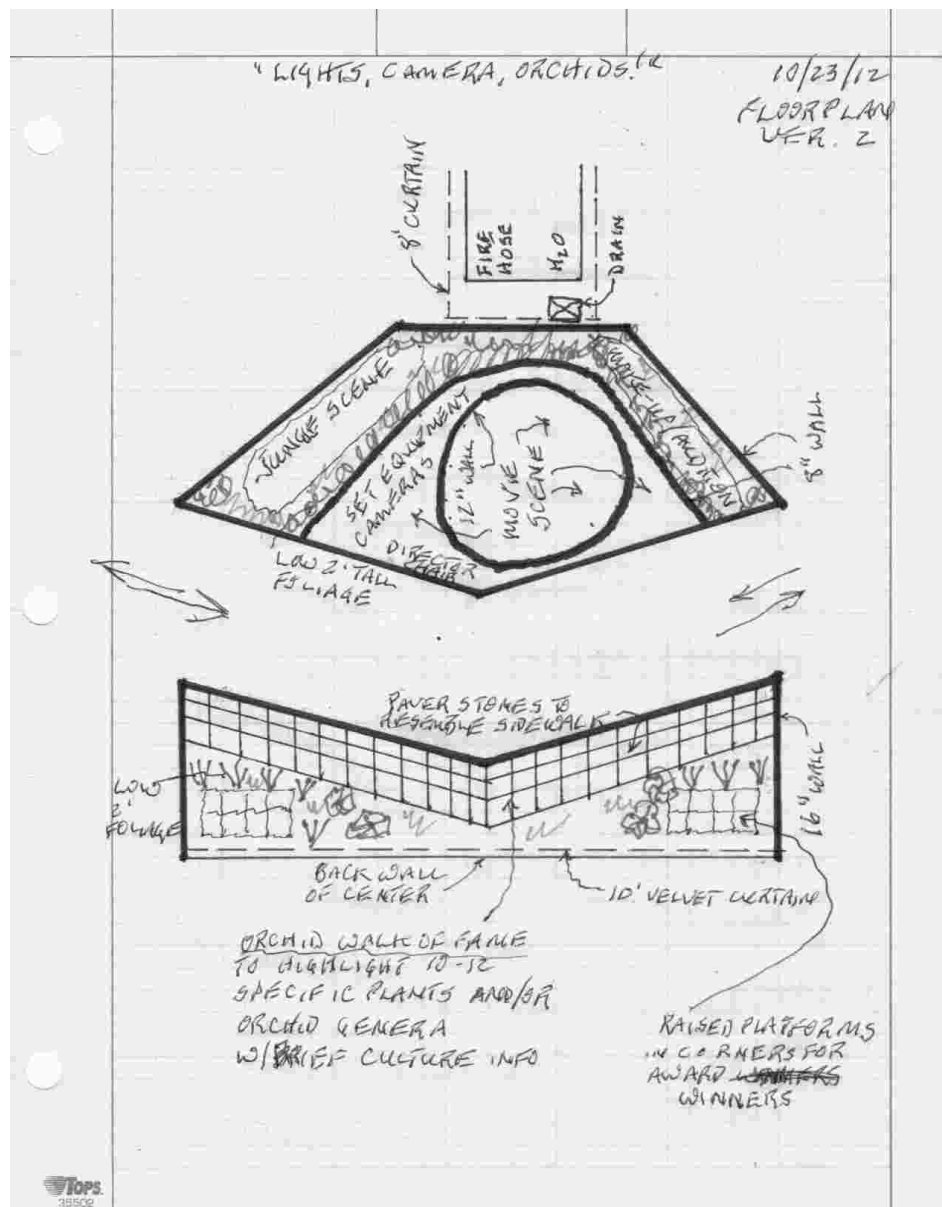 "LIGHTS, CAMERA, ORCHIDS!"
10/23/12
FLOORPLAN
VER. 2
8' CURTAIN
FIRE
HOSE
H2O
DRAIN
JUNGLE SCENE
SET EQUIPMENT
CAMERAS
12" WALL
MOVIE
SCENE
8" WALL
DIRECTOR
CHAIR
LOW 2' TALL
FOLIAGE
PAVER STONES TO
RESEMBLE SIDEWALK
LOW
2'
FOLIAGE
16" WALL
BACK WALL
OF CENTER
10' VELVET CURTAIN
ORCHID WALK OF FAME
TO HIGHLIGHT 10-12
SPECIFIC PLANTS AND/OR
ORCHID GENERA
W/BRIEF CULTURE INFO
RAISED PLATFORMS
IN CORNERS FOR
AWARD WINNERS
WINNERS
TOPS
35502